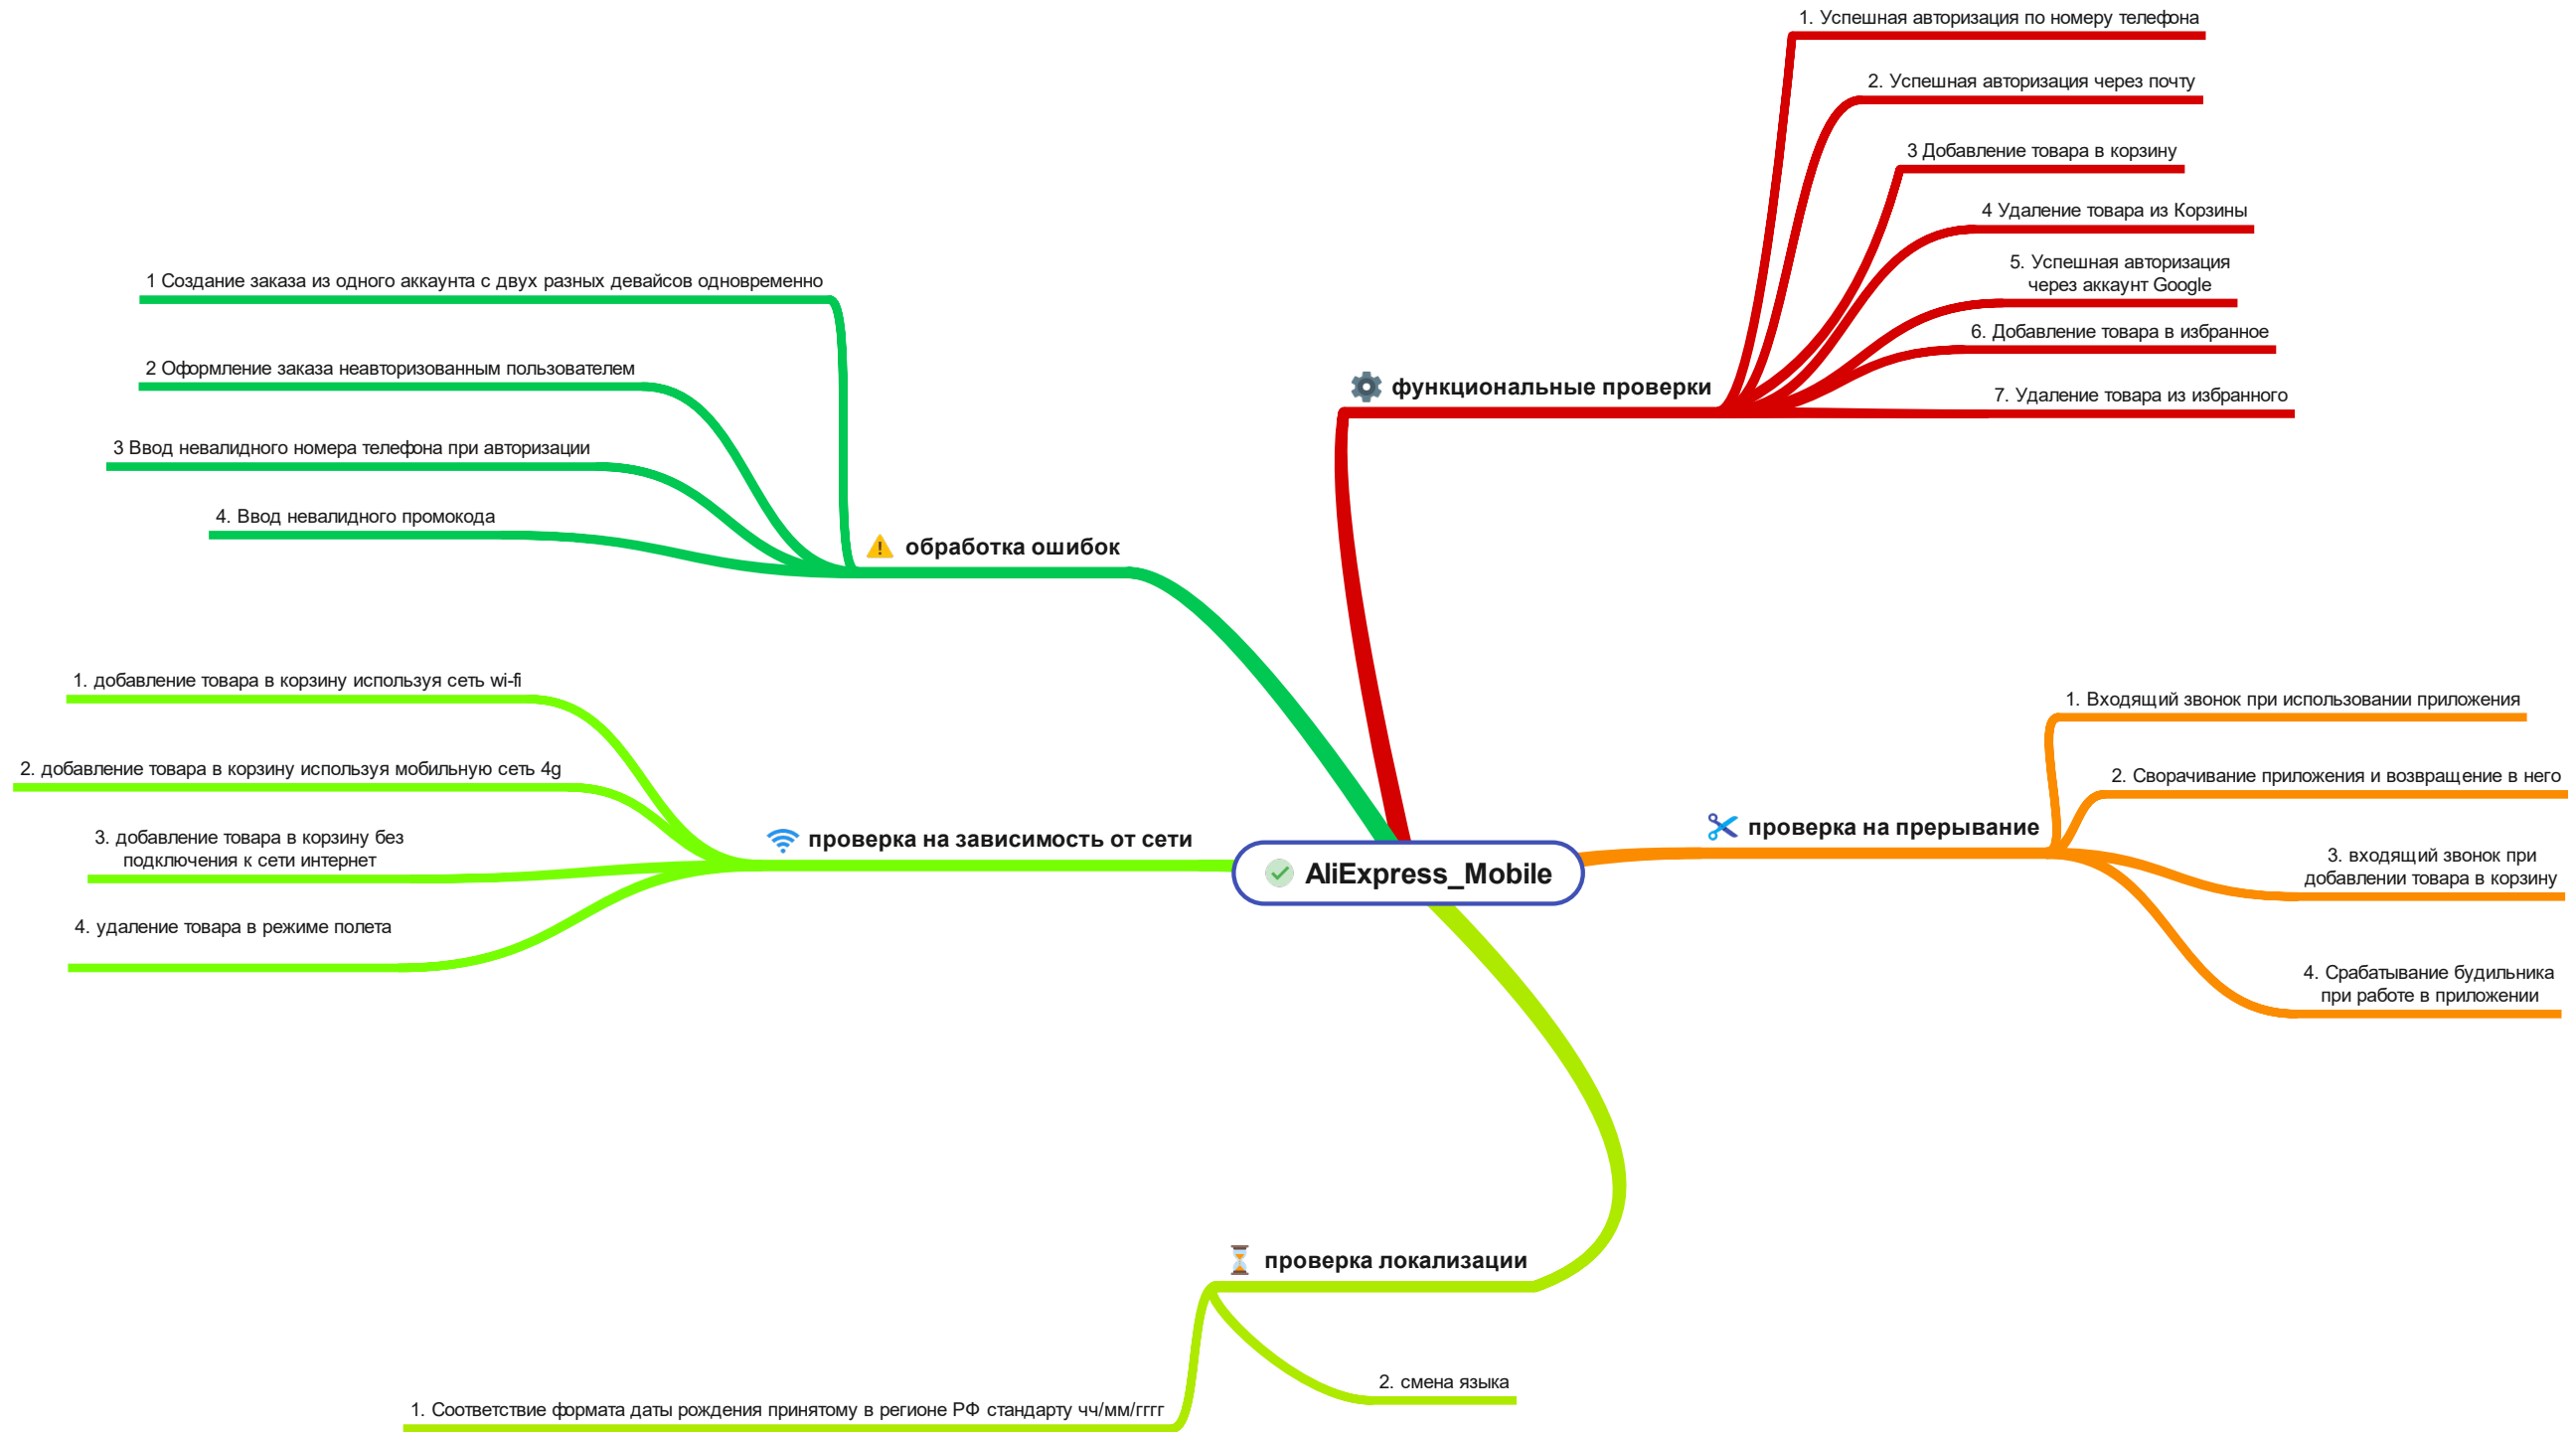 AliExpress_Mobile
функциональные проверки
1. Успешная авторизация по номеру телефона
2. Успешная авторизация через почту
3 Добавление товара в корзину
4 Удаление товара из Корзины
5. Успешная авторизация
через аккаунт Google
6. Добавление товара в избранное
7. Удаление товара из избранного
проверка на прерывание
1. Входящий звонок при использовании приложения
2. Сворачивание приложения и возвращение в него
3. входящий звонок при
добавлении товара в корзину
4. Срабатывание будильника
при работе в приложении
проверка локализации
1. Соответствие формата даты рождения принятому в регионе РФ стандарту чч/мм/гггг
2. смена языка
проверка на зависимость от сети
1. добавление товара в корзину используя сеть wi-fi
2. добавление товара в корзину используя мобильную сеть 4g
3. добавление товара в корзину без
подключения к сети интернет
4. удаление товара в режиме полета
обработка ошибок
1 Создание заказа из одного аккаунта с двух разных девайсов одновременно
2 Оформление заказа неавторизованным пользователем
3 Ввод невалидного номера телефона при авторизации
4. Ввод невалидного промокода